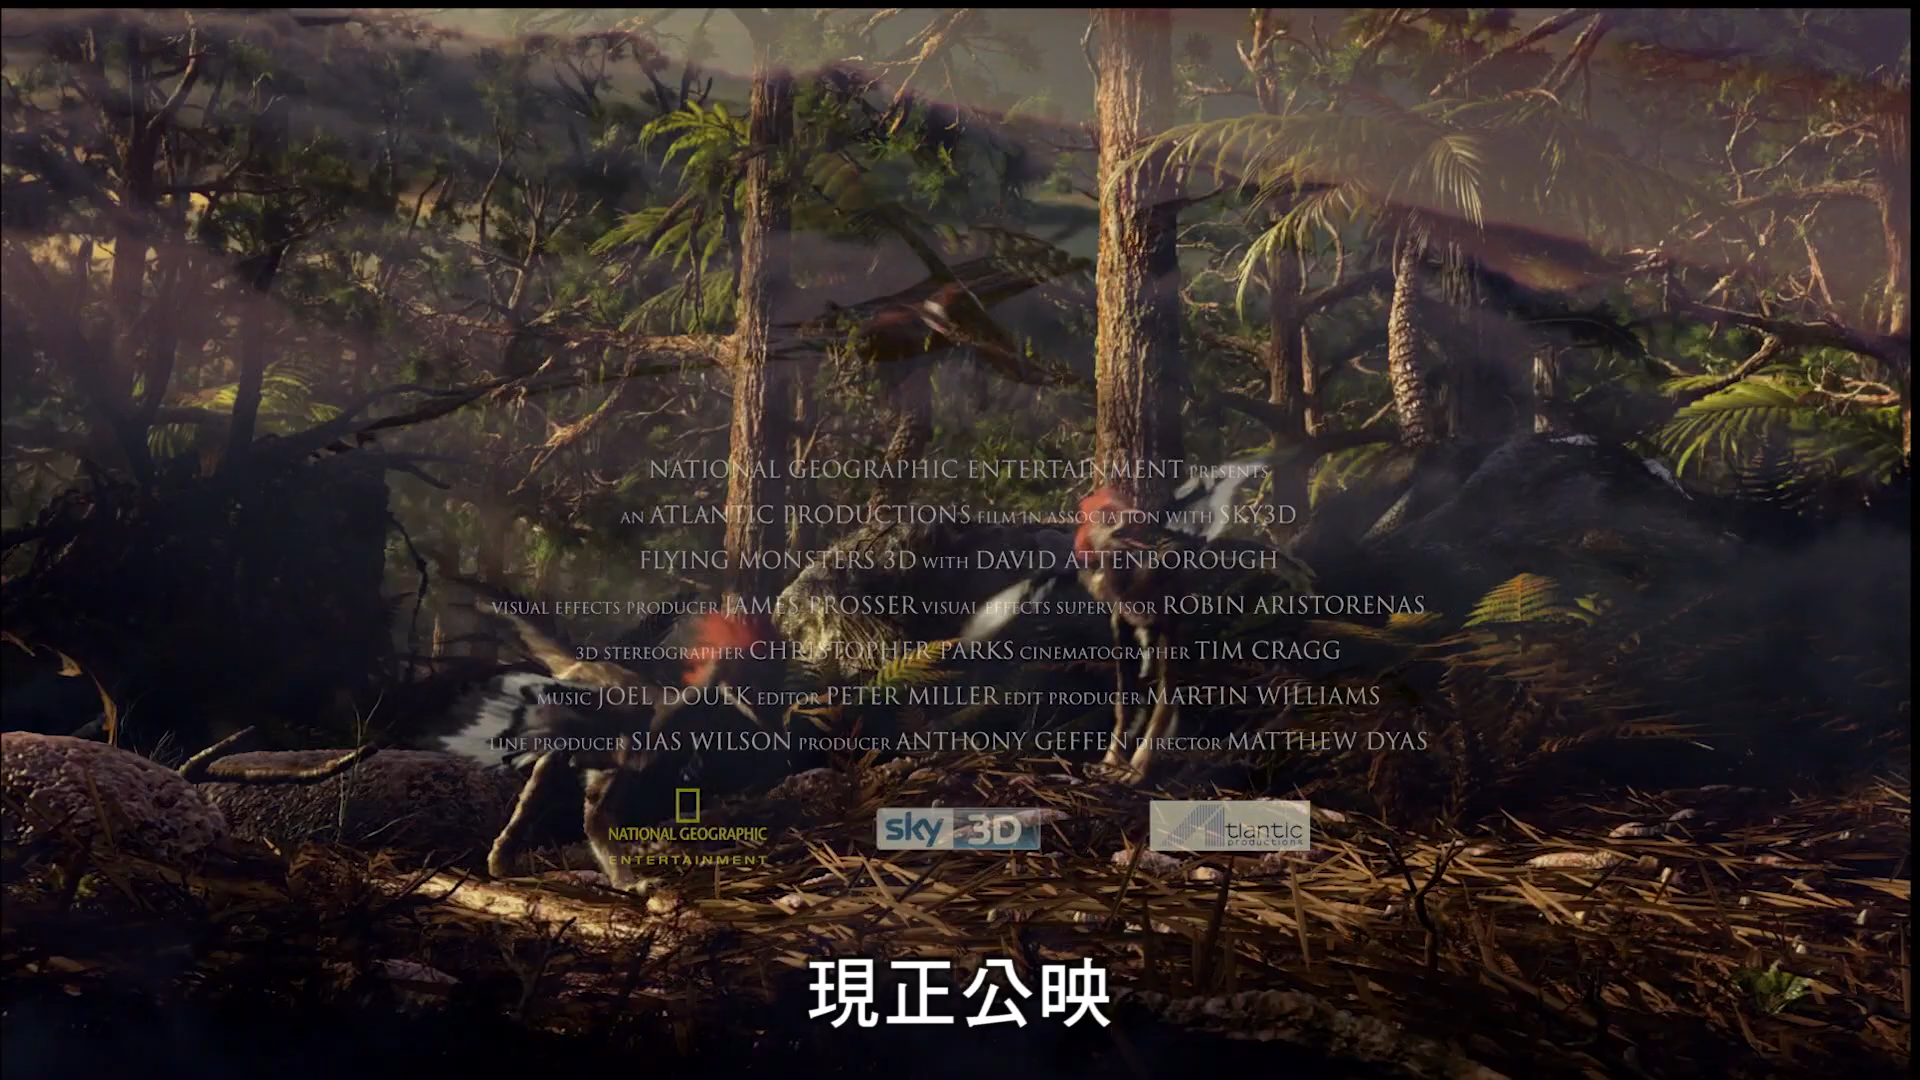 NATIONAL GEOGRAPHIC ENTERTAINMENT PRESENTS
AN ATLANTIC PRODUCTIONS FILM IN ASSOCIATION WITH SKY3D
FLYING MONSTERS 3D WITH DAVID ATTENBOROUGH
VISUAL EFFECTS PRODUCER JAMES PROSSER VISUAL EFFECTS SUPERVISOR ROBIN ARISTORENAS
3D STEREOGRAPHER CHRISTOPHER PARKS CINEMATOGRAPHER TIM CRAGG
MUSIC JOEL DOUEK EDITOR PETER MILLER EDIT PRODUCER MARTIN WILLIAMS
LINE PRODUCER SIAS WILSON PRODUCER ANTHONY GEFFEN DIRECTOR MATTHEW DYAS
NATIONAL GEOGRAPHIC
ENTERTAINMENT
sky 3D
Atlantic
productions
現正公映